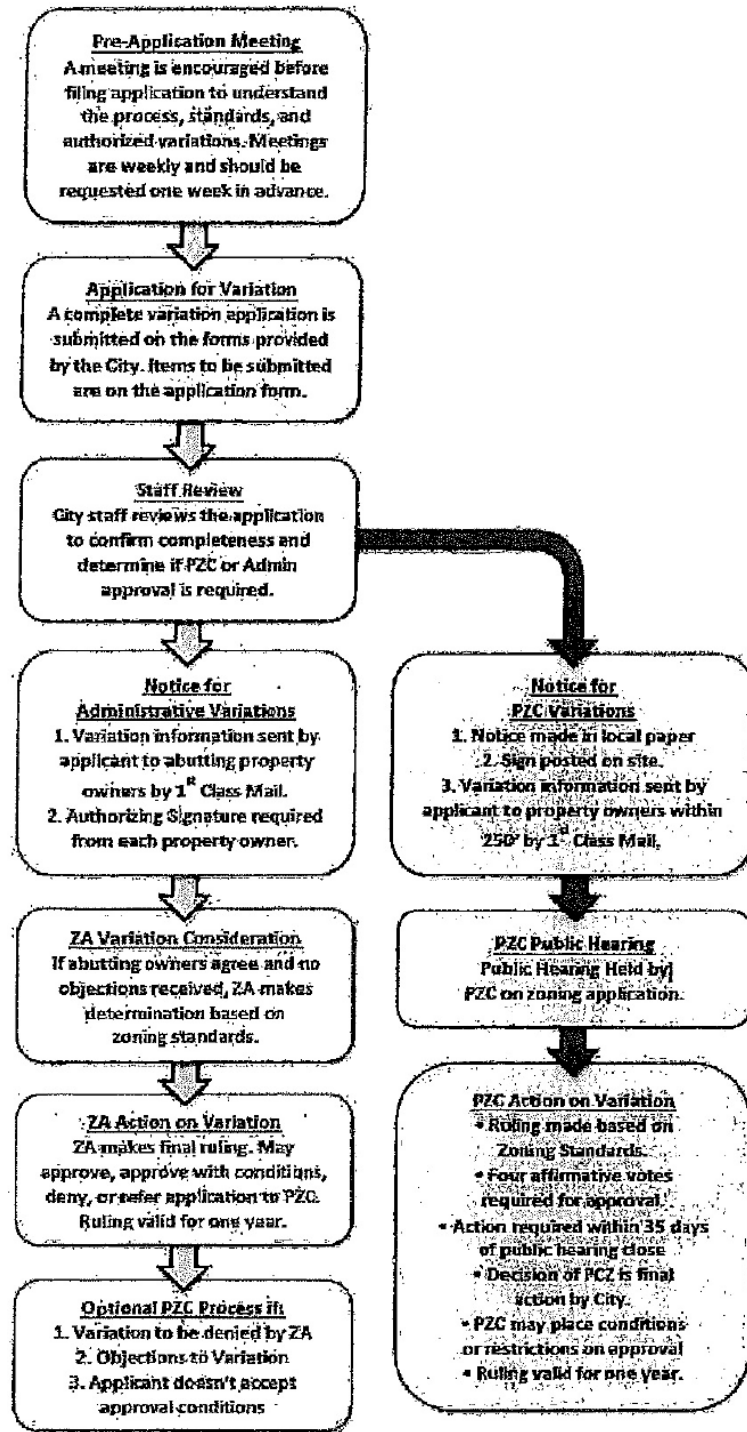 Pre-Application Meeting
A meeting is encouraged before
filing application to understand
the process, standards, and
authorized variations. Meetings
are weekly and should be
requested one week in advance.
Application for Variation
A complete variation application is
submitted on the forms provided
by the City. Items to be submitted
are on the application form.
Staff Review
City staff reviews the application
to confirm completeness and
determine if PZC or Admin
approval is required.
Notice for
Administrative Variations
1. Variation information sent by
applicant to abutting property
owners by 1st Class Mail.
2. Authorizing Signature required
from each property owner.
ZA Variation Consideration
If abutting owners agree and no
objections received, ZA makes
determination based on
zoning standards.
ZA Action on Variation
ZA makes final ruling. May
approve, approve with conditions,
deny, or refer application to PZC.
Ruling valid for one year.
Optional PZC Process if:
1. Variation to be denied by ZA
2. Objections to Variation
3. Applicant doesn't accept
approval conditions
Notice for
PZC Variations
1. Notice made in local paper
2. Sign posted on site.
3. Variation information sent by
applicant to property owners within
250' by 1st Class Mail.
PZC Public Hearing
Public Hearing Held by
PZC on zoning application.
PZC Action on Variation
• Ruling made based on
Zoning Standards.
• Four affirmative votes
required for approval.
• Action required within 35 days
of public hearing close
• Decision of PCZ is final
action by City.
• PZC may place conditions
or restrictions on approval
• Ruling valid for one year.